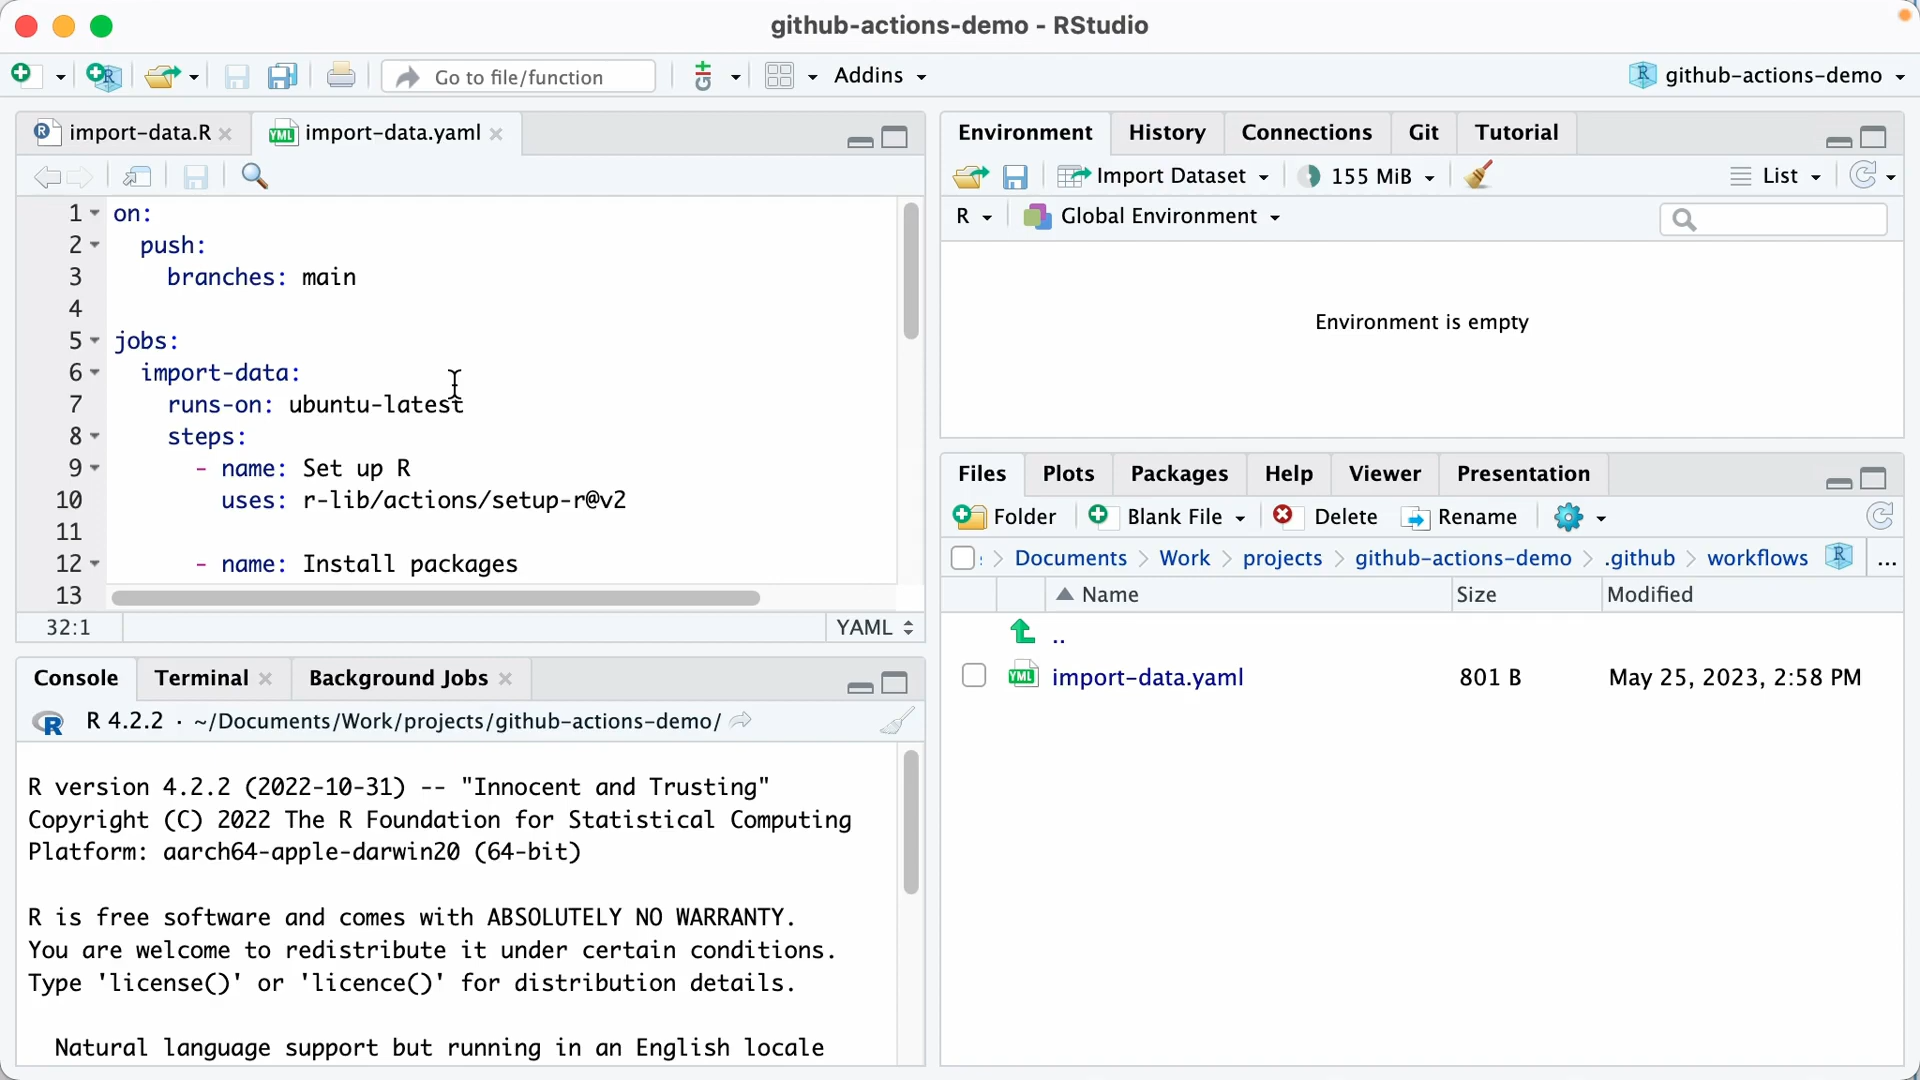 github-actions-demo - RStudio
Go to file/function
Addins
github-actions-demo
import-data.R
import-data.yaml
1 on:
2 push:
3 branches: main
4
5 jobs:
6 import-data:
7 runs-on: ubuntu-latest
8 steps:
9 - name: Set up R
10 uses: r-lib/actions/setup-r@v2
11
12 - name: Install packages
13
32:1
YAML
Console
Terminal
Background Jobs
R 4.2.2 · ~/Documents/Work/projects/github-actions-demo/
R version 4.2.2 (2022-10-31) -- "Innocent and Trusting"
Copyright (C) 2022 The R Foundation for Statistical Computing
Platform: aarch64-apple-darwin20 (64-bit)
R is free software and comes with ABSOLUTELY NO WARRANTY.
You are welcome to redistribute it under certain conditions.
Type 'license()' or 'licence()' for distribution details.
Natural language support but running in an English locale
Environment
History
Connections
Git
Tutorial
Import Dataset
155 MiB
List
R
Global Environment
Environment is empty
Files
Plots
Packages
Help
Viewer
Presentation
Folder
Blank File
Delete
Rename
Documents
Work
projects
github-actions-demo
.github
workflows
...
Name
Size
Modified
..
YML import-data.yaml 801 B May 25, 2023, 2:58 PM